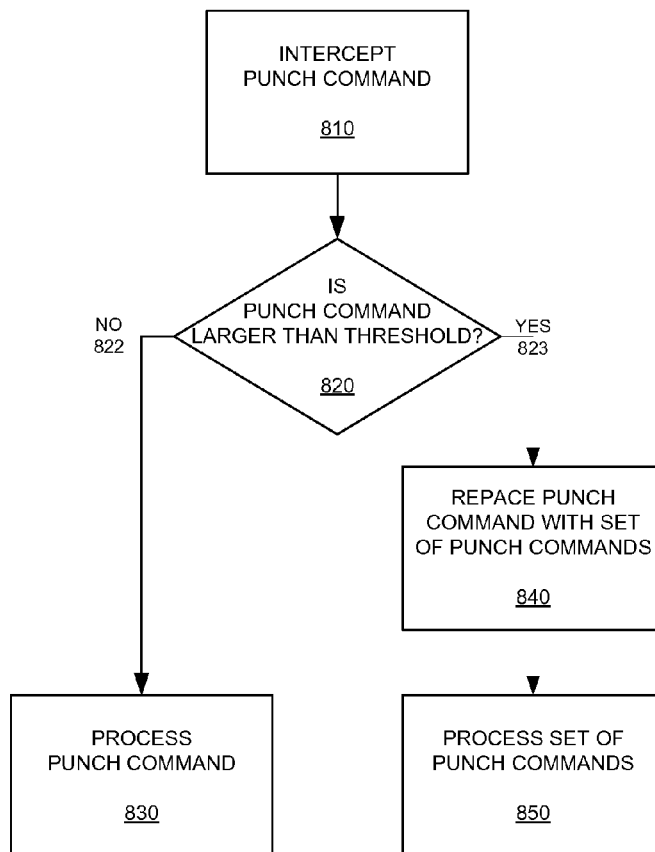 INTERCEPT
PUNCH COMMAND
810
IS
PUNCH COMMAND
LARGER THAN THRESHOLD?
820
NO
822
YES
823
REPACE PUNCH
COMMAND WITH SET
OF PUNCH COMMANDS
840
PROCESS
PUNCH COMMAND
830
PROCESS SET OF
PUNCH COMMANDS
850